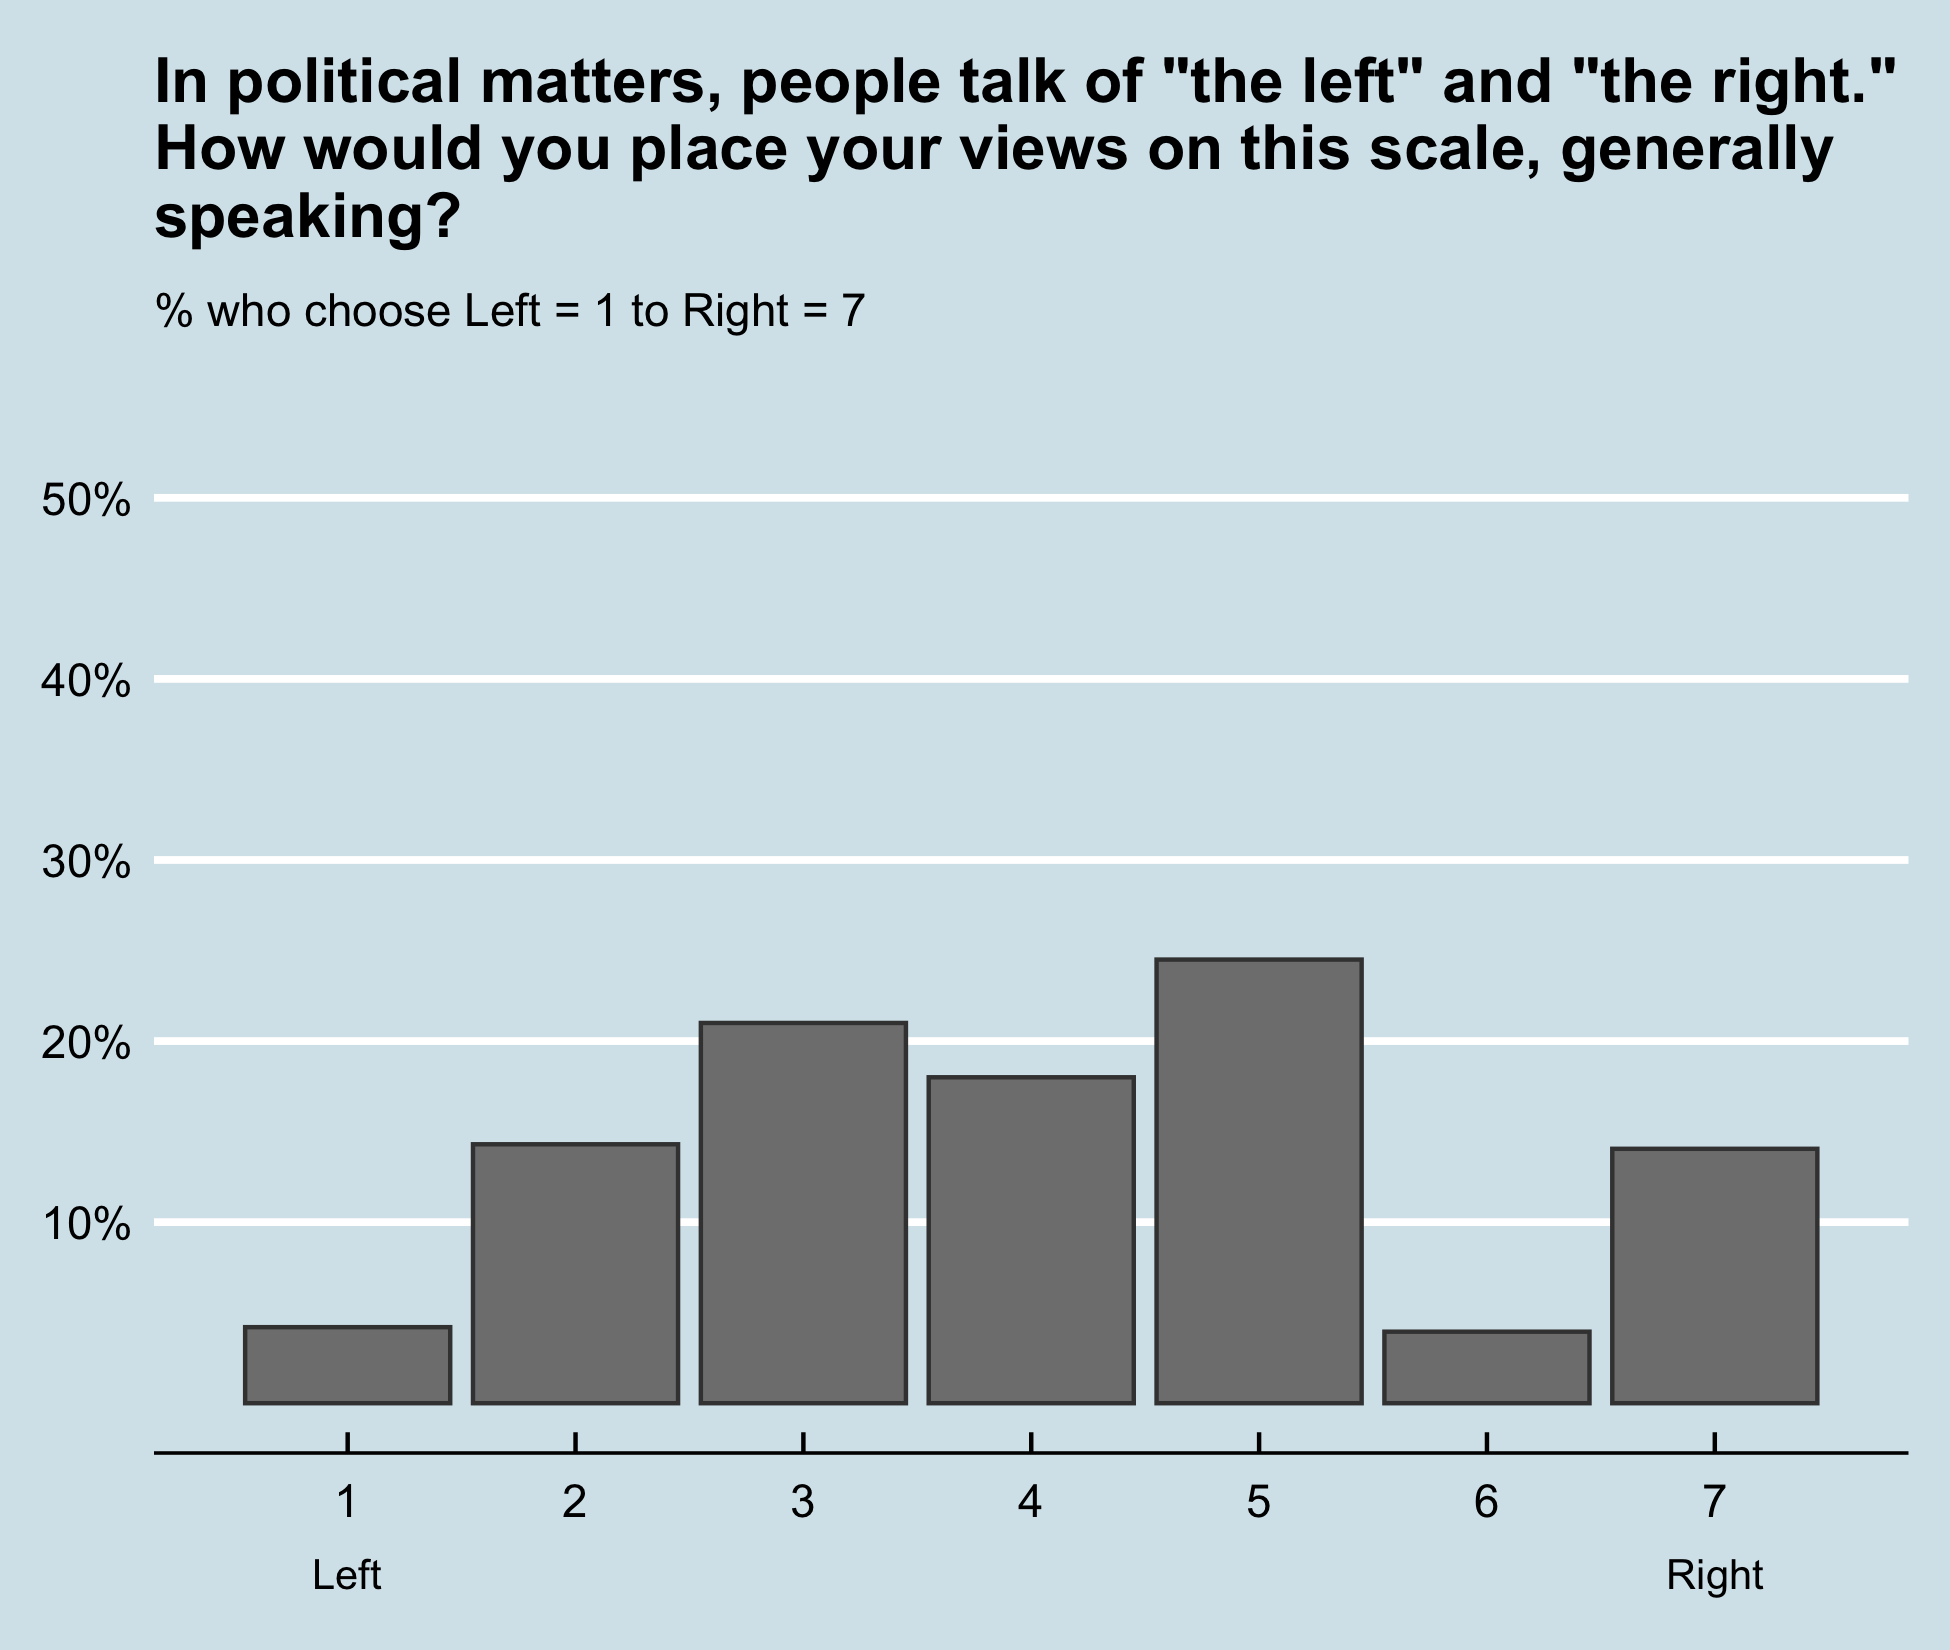 In political matters, people talk of "the left" and "the right."
How would you place your views on this scale, generally
speaking?
% who choose Left = 1 to Right = 7
50%
40%
30%
20%
10%
1 2 3 4 5 6 7
Left Right